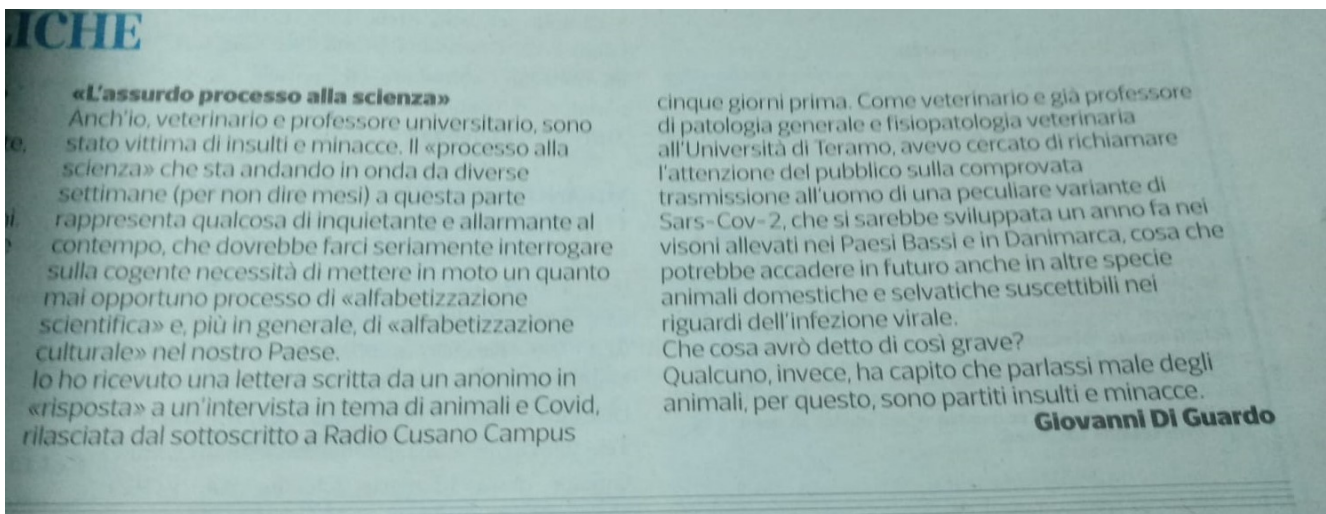 LICHE
te,
ni.
«L'assurdo processo alla scienza»
Anch'io, veterinario e professore universitario, sono
stato vittima di insulti e minacce. Il «processo alla
scienza» che sta andando in onda da diverse
settimane (per non dire mesi) a questa parte
rappresenta qualcosa di inquietante e allarmante al
contempo, che dovrebbe farci seriamente interrogare
sulla cogente necessità di mettere in moto un quanto
mai opportuno processo di «alfabetizzazione
scientifica» e, più in generale, di «alfabetizzazione
culturale» nel nostro Paese.
Io ho ricevuto una lettera scritta da un anonimo in
«risposta» a un'intervista in tema di animali e Covid,
rilasciata dal sottoscritto a Radio Cusano Campus
cinque giorni prima. Come veterinario e già professore
di patologia generale e fisiopatologia veterinaria
all'Università di Teramo, avevo cercato di richiamare
l'attenzione del pubblico sulla comprovata
trasmissione all'uomo di una peculiare variante di
Sars-Cov-2, che si sarebbe sviluppata un anno fa nei
visoni allevati nei Paesi Bassi e in Danimarca, cosa che
potrebbe accadere in futuro anche in altre specie
animali domestiche e selvatiche suscettibili nei
riguardi dell'infezione virale.
Che cosa avrò detto di così grave?
Qualcuno, invece, ha capito che parlassi male degli
animali, per questo, sono partiti insulti e minacce.
Giovanni Di Guardo